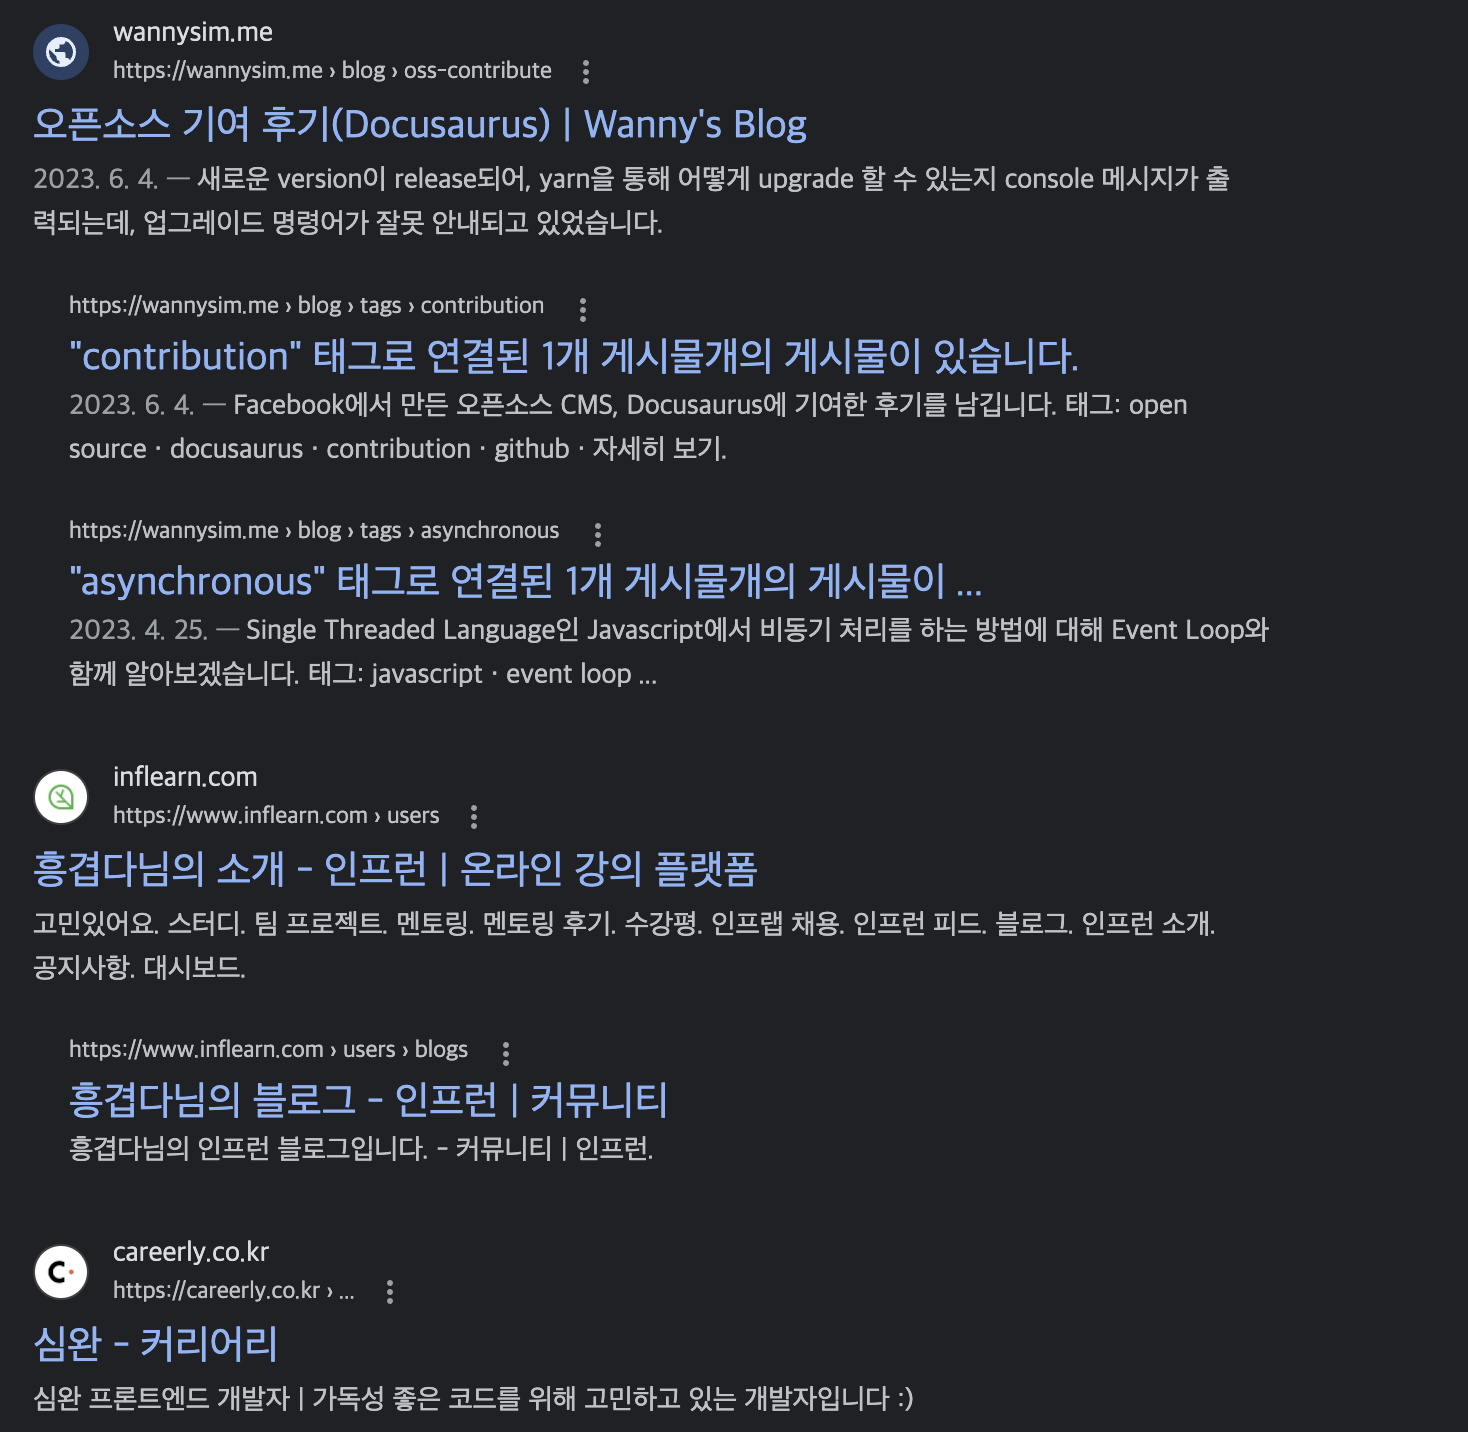 wannysim.me
https://wannysim.me › blog › oss-contribute
오픈소스 기여 후기(Docusaurus) | Wanny's Blog
2023. 6. 4. — 새로운 version이 release되어, yarn을 통해 어떻게 upgrade 할 수 있는지 console 메시지가 출
력되는데, 업그레이드 명령어가 잘못 안내되고 있었습니다.
https://wannysim.me › blog › tags › contribution
"contribution" 태그로 연결된 1개 게시물개의 게시물이 있습니다.
2023. 6. 4. — Facebook에서 만든 오픈소스 CMS, Docusaurus에 기여한 후기를 남깁니다. 태그: open
source · docusaurus · contribution · github · 자세히 보기.
https://wannysim.me › blog › tags › asynchronous
"asynchronous" 태그로 연결된 1개 게시물개의 게시물이 ...
2023. 4. 25. — Single Threaded Language인 Javascript에서 비동기 처리를 하는 방법에 대해 Event Loop와
함께 알아보겠습니다. 태그: javascript · event loop ...
inflearn.com
https://www.inflearn.com › users
흥겹다님의 소개 - 인프런 | 온라인 강의 플랫폼
고민있어요. 스터디. 팀 프로젝트. 멘토링. 멘토링 후기. 수강평. 인프랩 채용. 인프런 피드. 블로그. 인프런 소개.
공지사항. 대시보드.
https://www.inflearn.com › users › blogs
흥겹다님의 블로그 - 인프런 | 커뮤니티
흥겹다님의 인프런 블로그입니다. - 커뮤니티 | 인프런.
careerly.co.kr
https://careerly.co.kr › ...
심완 - 커리어리
심완 프론트엔드 개발자 | 가독성 좋은 코드를 위해 고민하고 있는 개발자입니다 :)